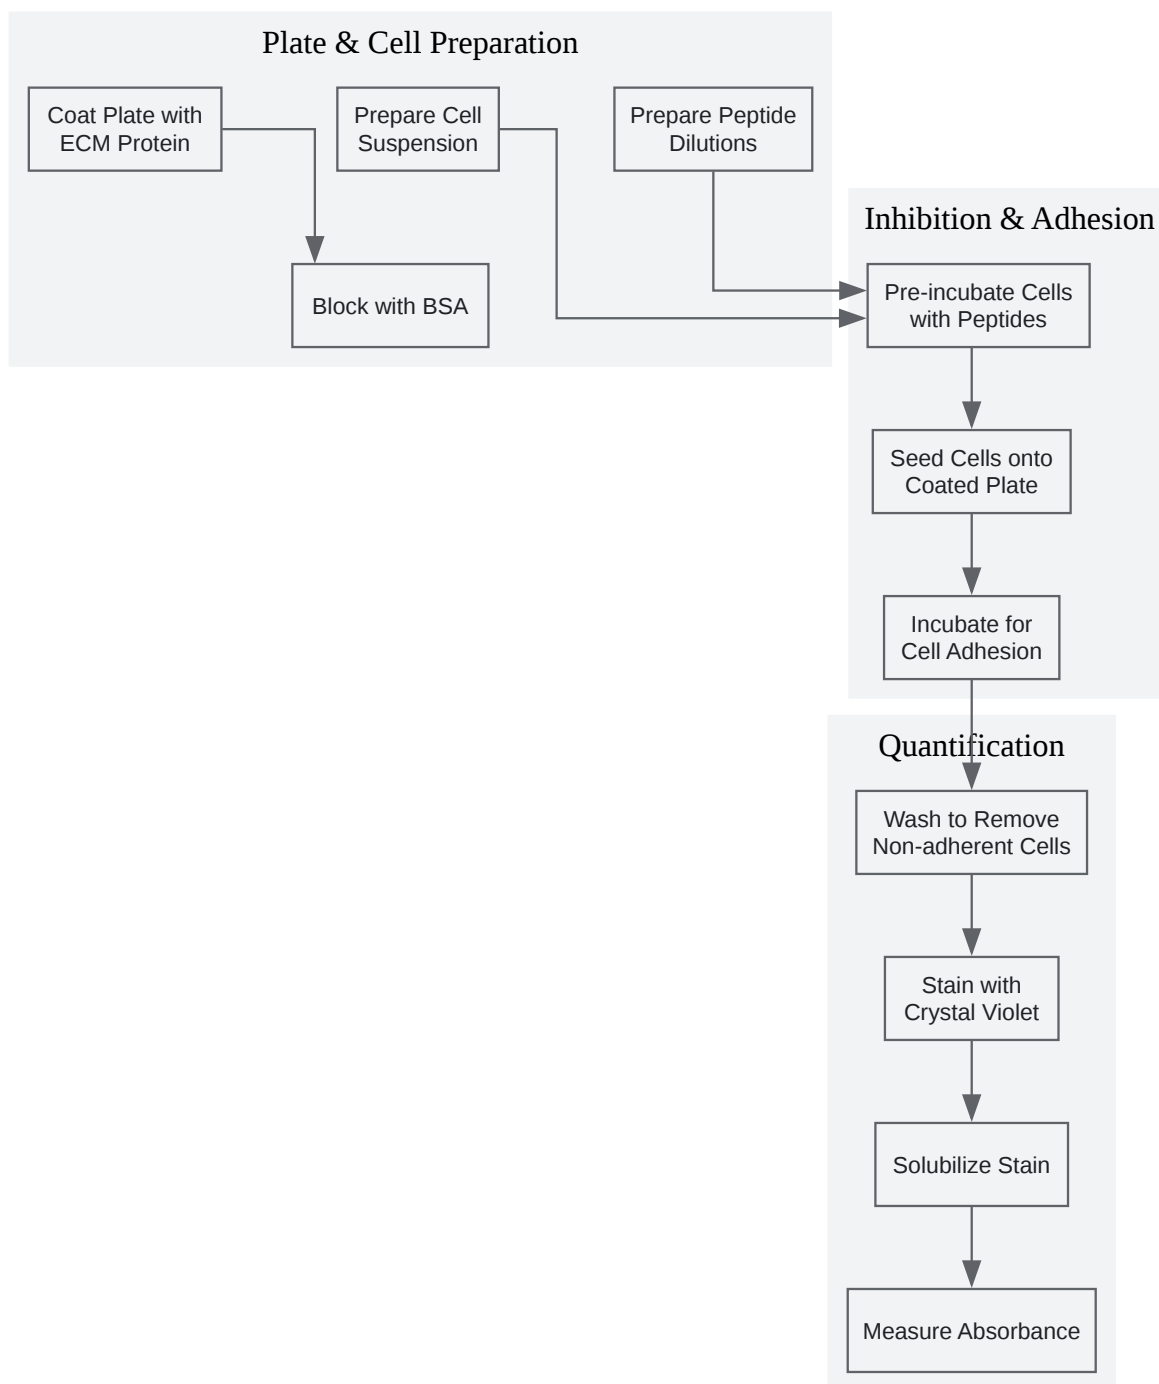 Plate & Cell Preparation
Coat Plate with
ECM Protein
Prepare Cell
Suspension
Prepare Peptide
Dilutions
Block with BSA
Inhibition & Adhesion
Pre-incubate Cells
with Peptides
Seed Cells onto
Coated Plate
Incubate for
Cell Adhesion
Quantification
Wash to Remove
Non-adherent Cells
Stain with
Crystal Violet
Solubilize Stain
Measure Absorbance